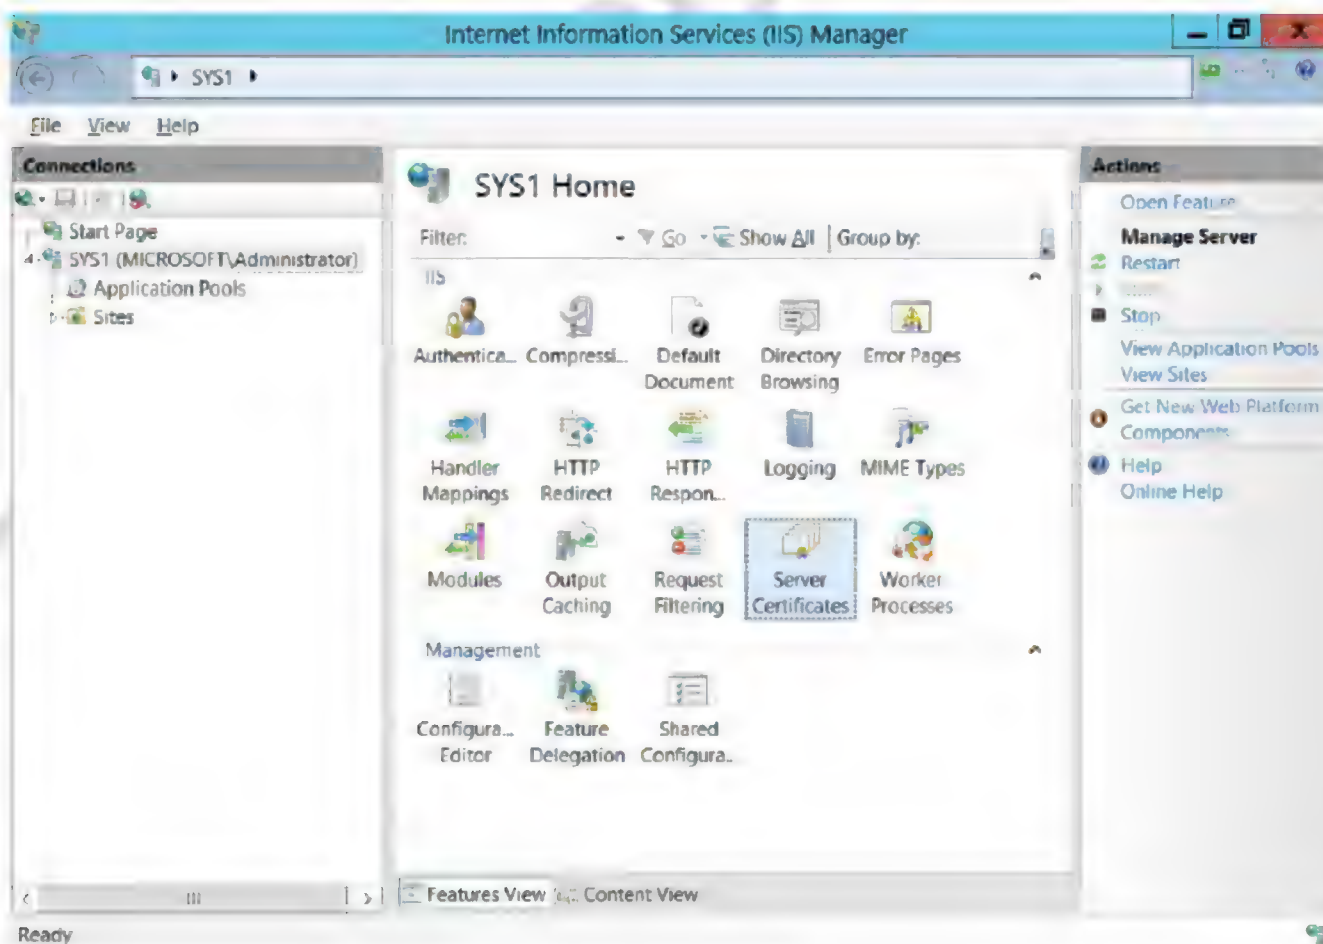 Internet Information Services (IIS) Manager
SYS1
File View Help
Connections
Start Page
SYS1 (MICROSOFT\Administrator)
Application Pools
Sites
SYS1 Home
Filter: Go Show All Group by:
IIS
Authentica... Compressi... Default Document Directory Browsing Error Pages
Handler Mappings HTTP Redirect HTTP Respon... Logging MIME Types
Modules Output Caching Request Filtering Server Certificates Worker Processes
Management
Configura... Editor Feature Delegation Shared Configura...
Features View Content View
Actions
Open Feature
Manage Server
Restart
Stop
View Application Pools
View Sites
Get New Web Platform
Components
Help
Online Help
Ready